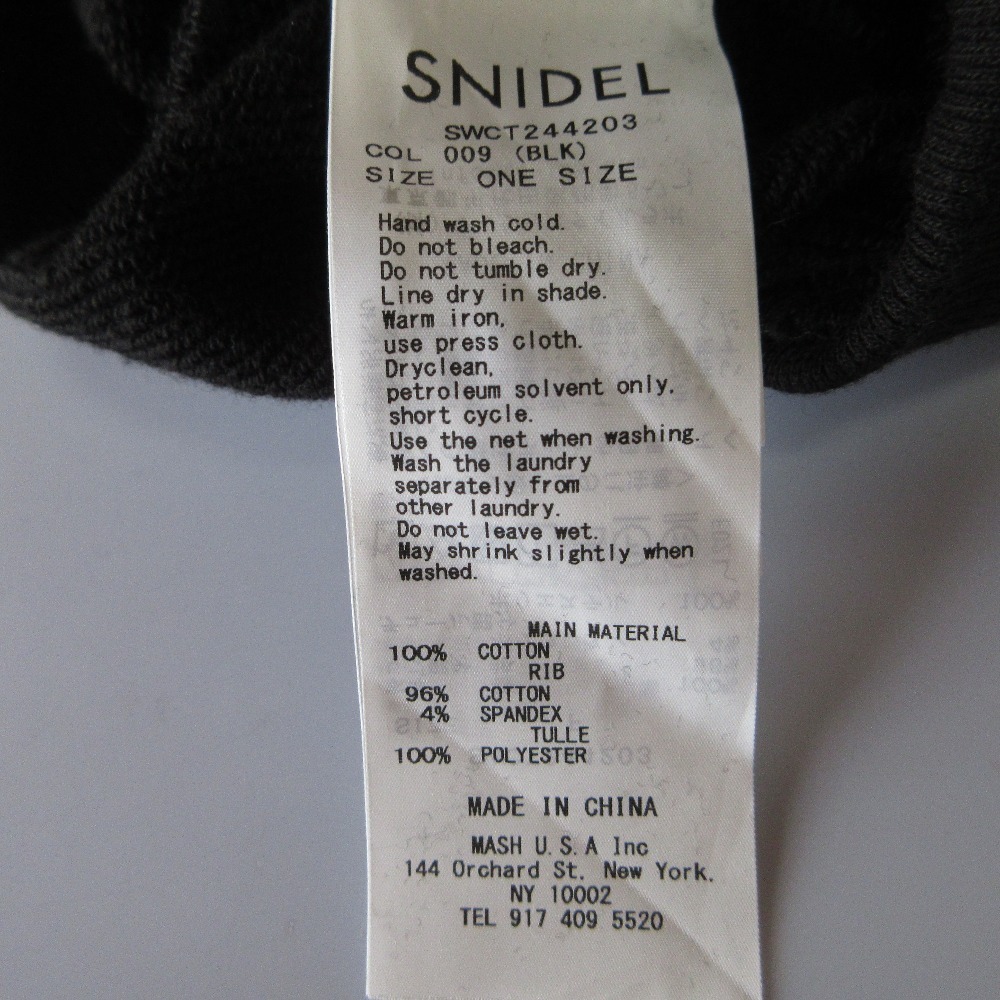 SNIDEL
SWCT244203
COL 009 (BLK)
SIZE ONE SIZE
Hand wash cold.
Do not bleach.
Do not tumble dry.
Line dry in shade.
Warm iron,
use press cloth.
Dryclean,
petroleum solvent only.
short cycle.
Use the net when washing.
Wash the laundry
separately from
other laundry.
Do not leave wet.
May shrink slightly when
washed.
MAIN MATERIAL
100% COTTON
RIB
96% COTTON
4% SPANDEX
TULLE
100% POLYESTER
MADE IN CHINA
MASH U.S.A Inc
144 Orchard St. New York.
NY 10002
TEL 917 409 5520